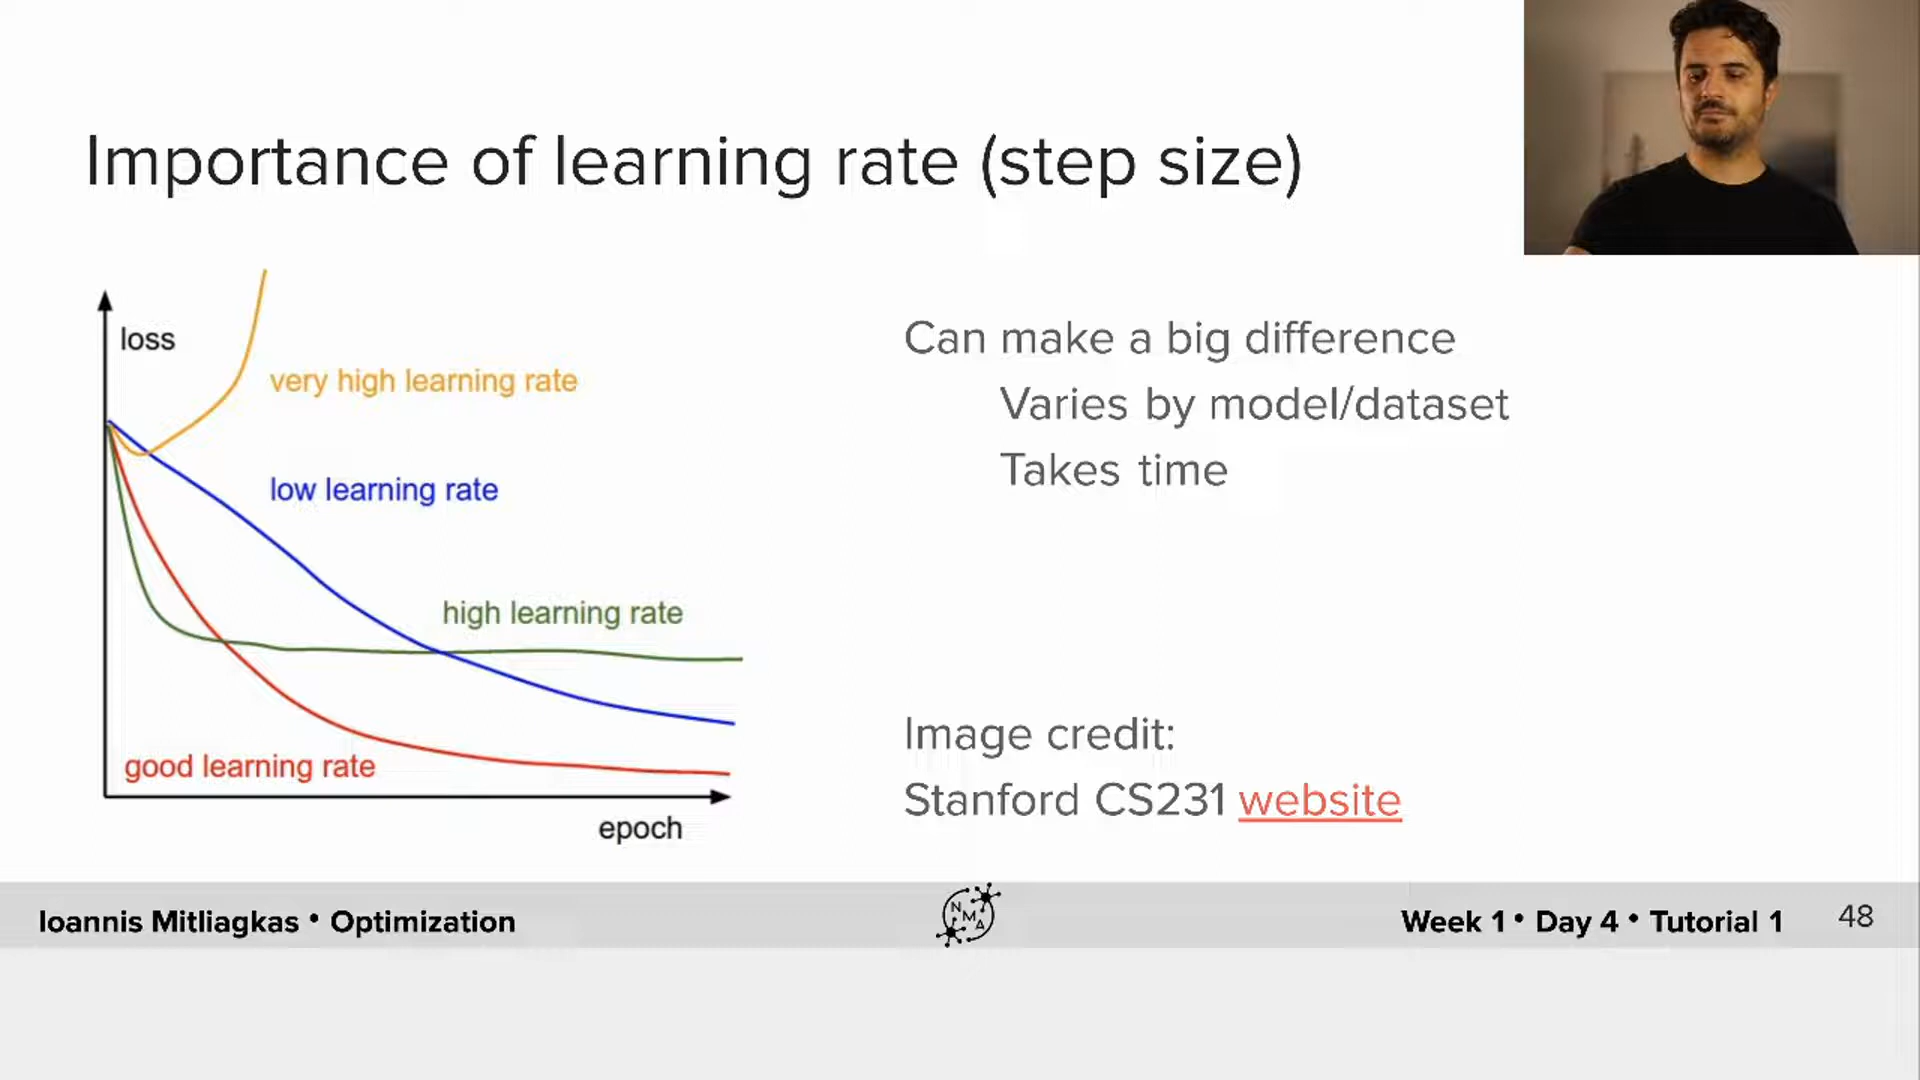 Importance of learning rate (step size)
loss
very high learning rate
low learning rate
high learning rate
good learning rate
epoch
Can make a big difference
Varies by model/dataset
Takes time
Image credit:
Stanford CS231 website
Ioannis Mitliagkas • Optimization
N
M
A
Week 1 • Day 4 • Tutorial 1
48